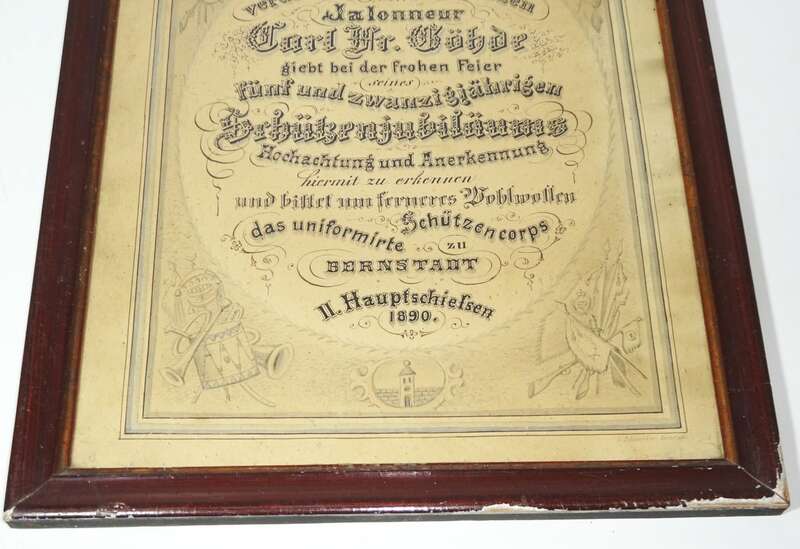 Jalonneur
Carl Fr. Göhde
giebt bei der frohen Feier
seines
fünf und zwanzigjährigen
Schützenjubiläums
Hochachtung und Anerkennung
hiermit zu erkennen
und bittet um ferneres Wohlwollen
das uniformirte Schützencorps
zu
BERNSTADT
II. Hauptschießen
1890.